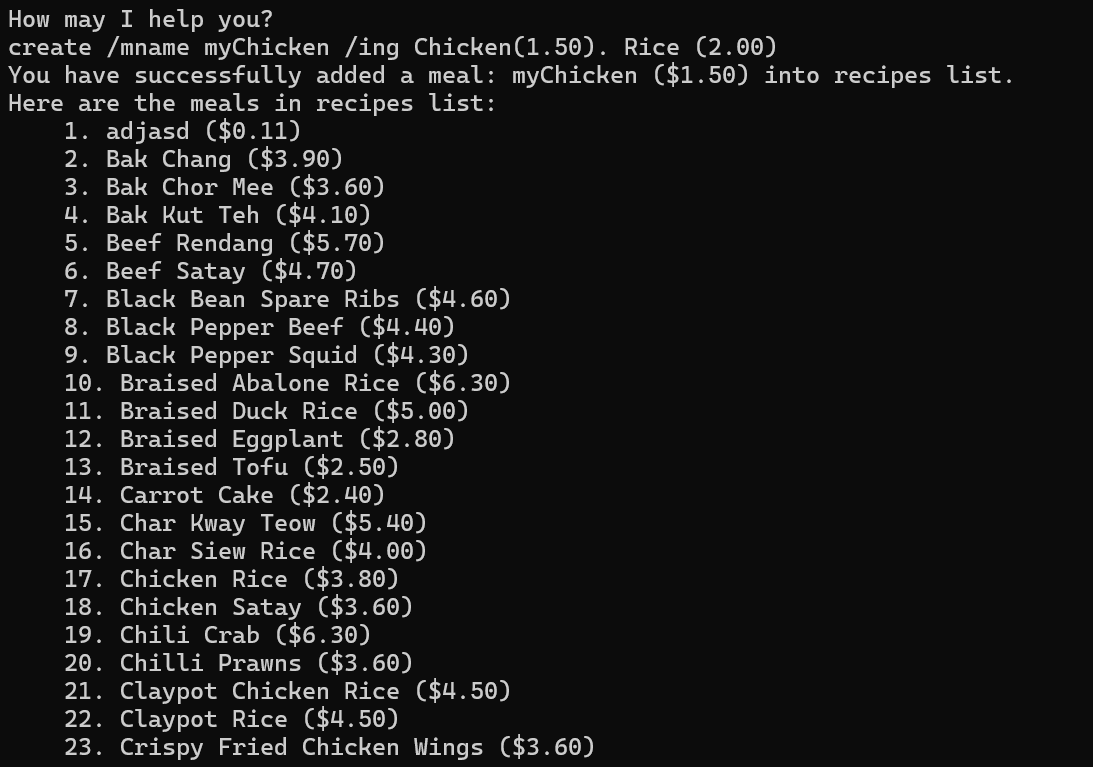 How may I help you?
create /mname myChicken /ing Chicken(1.50). Rice (2.00)
You have successfully added a meal: myChicken ($1.50) into recipes list.
Here are the meals in recipes list:
    1. adjasd ($0.11)
    2. Bak Chang ($3.90)
    3. Bak Chor Mee ($3.60)
    4. Bak Kut Teh ($4.10)
    5. Beef Rendang ($5.70)
    6. Beef Satay ($4.70)
    7. Black Bean Spare Ribs ($4.60)
    8. Black Pepper Beef ($4.40)
    9. Black Pepper Squid ($4.30)
    10. Braised Abalone Rice ($6.30)
    11. Braised Duck Rice ($5.00)
    12. Braised Eggplant ($2.80)
    13. Braised Tofu ($2.50)
    14. Carrot Cake ($2.40)
    15. Char Kway Teow ($5.40)
    16. Char Siew Rice ($4.00)
    17. Chicken Rice ($3.80)
    18. Chicken Satay ($3.60)
    19. Chili Crab ($6.30)
    20. Chilli Prawns ($3.60)
    21. Claypot Chicken Rice ($4.50)
    22. Claypot Rice ($4.50)
    23. Crispy Fried Chicken Wings ($3.60)